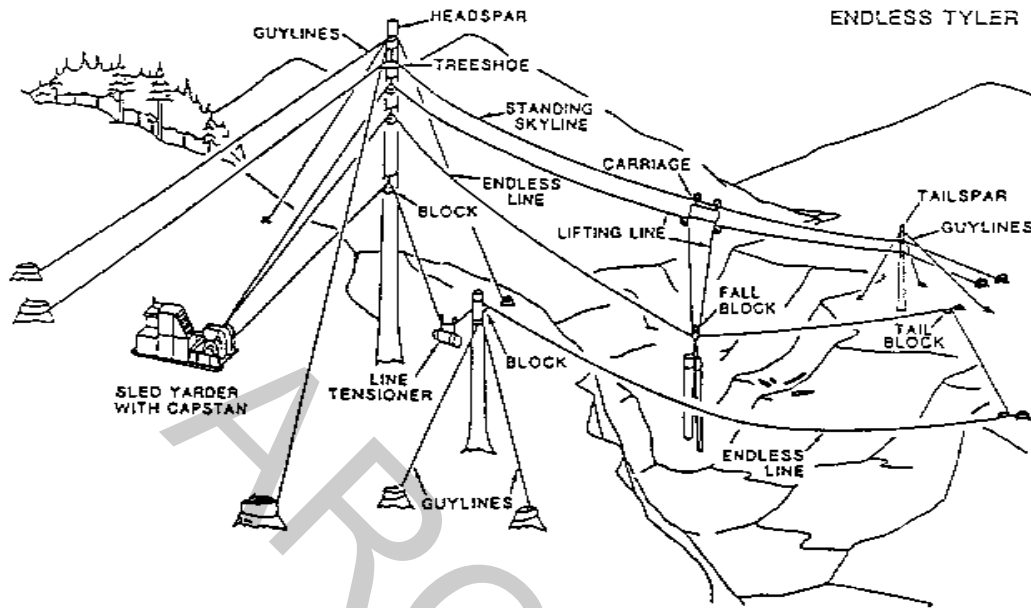 ENDLESS TYLER
HEADSPAR
GUYLINES
TREESHOE
STANDING
SKYLINE
CARRIAGE
ENDLESS
LINE
TAILSPAR
BLOCK
GUYLINES
LIFTING LINE
FALL
BLOCK
TAIL
BLOCK
LINE
TENSIONER
BLOCK
SLED YARDER
WITH CAPSTAN
ENDLESS
LINE
GUYLINES